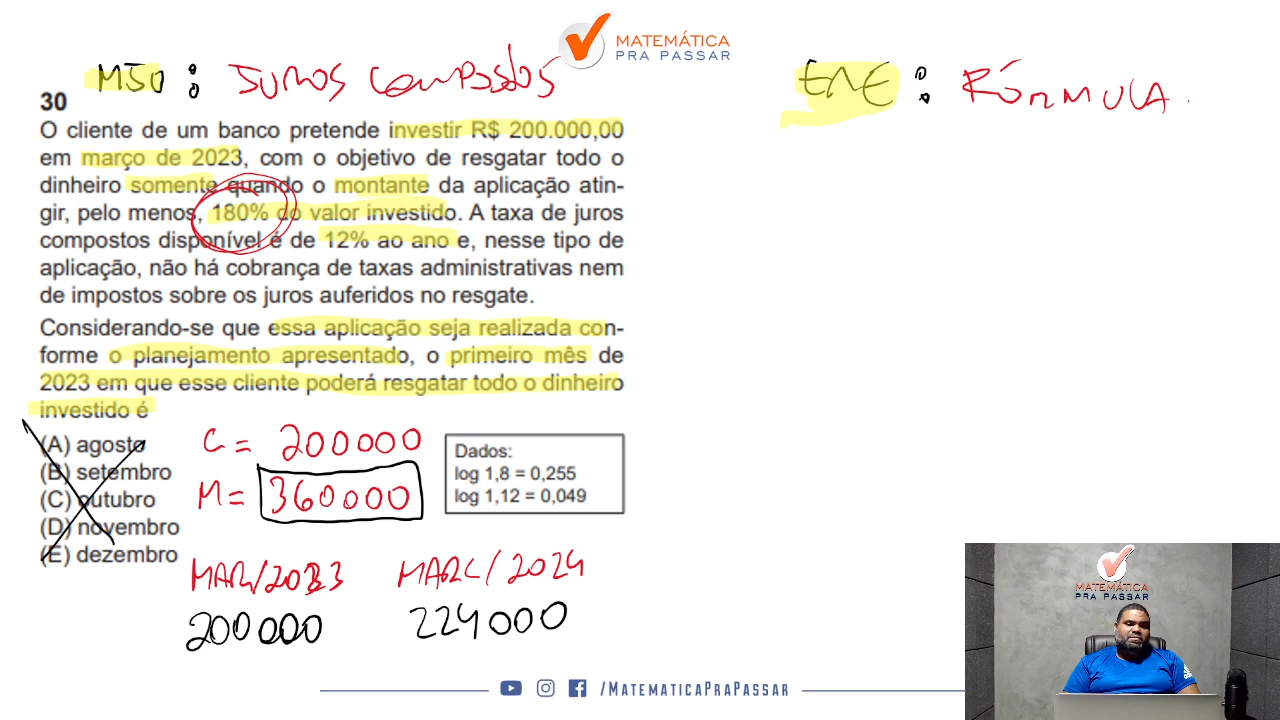 MATEMÁTICA
PRA PASSAR
: JUROS COMPOSTOS
: FÓRMULA.
30
O cliente de um banco pretende investir R$ 200.000,00
em março de 2023, com o objetivo de resgatar todo o
dinheiro somente quando o montante da aplicação atin-
gir, pelo menos, 180% do valor investido. A taxa de juros
compostos disponível é de 12% ao ano e, nesse tipo de
aplicação, não há cobrança de taxas administrativas nem
de impostos sobre os juros auferidos no resgate.
Considerando-se que essa aplicação seja realizada con-
forme o planejamento apresentado, o primeiro mês de
2023 em que esse cliente poderá resgatar todo o dinheiro
investido é
(A) agosto
(B) setembro
(C) outubro
(D) novembro
(E) dezembro
C = 200000
M = 360000
Dados:
log 1,8 = 0,255
log 1,12 = 0,049
MAR/2023
MARC/2024
200000
224000
MATEMÁTICA
PRA PASSAR
/MATEMATICAPRAPASSAR